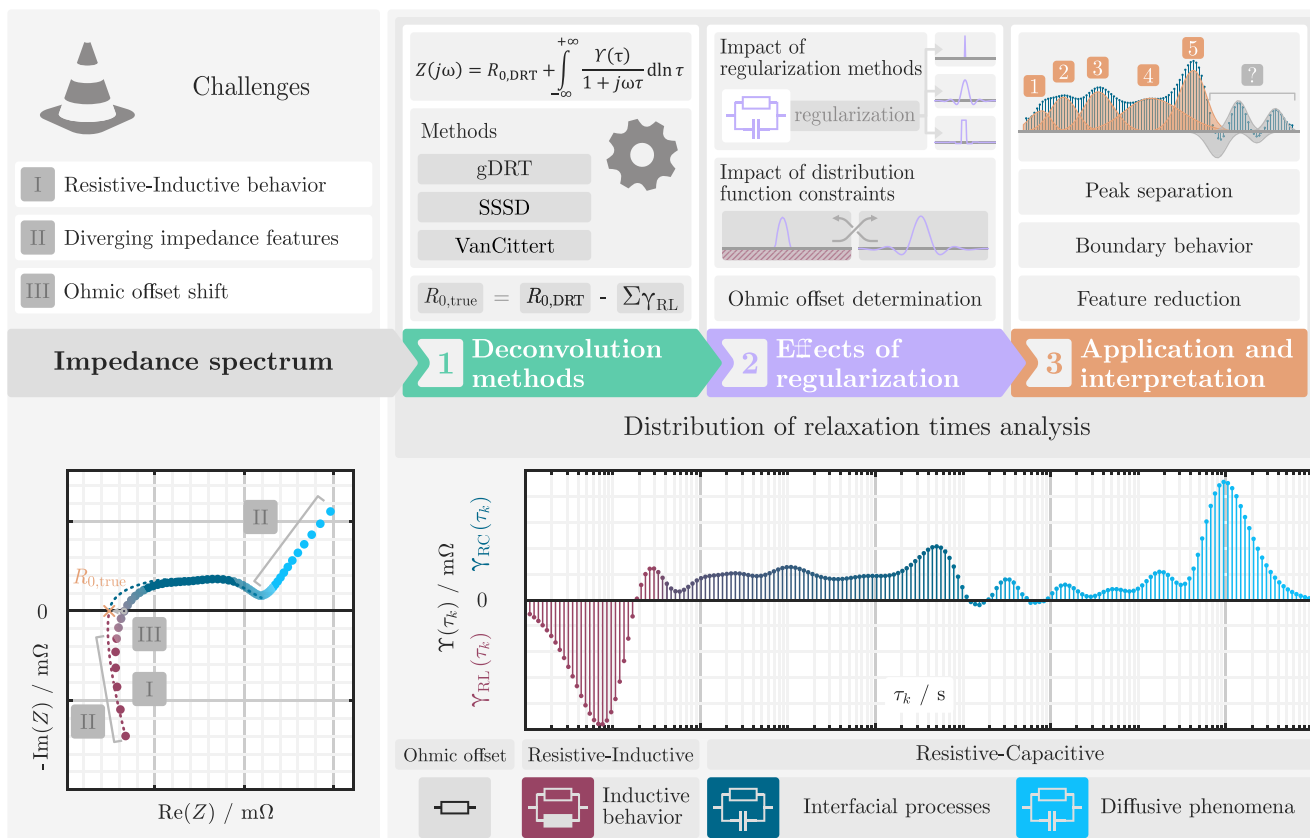 Challenges
I
Resistive-Inductive behavior
II
Diverging impedance features
III
Ohmic offset shift
Impedance spectrum
Z(jω) = R0,DRT + ∫−∞+∞ ϒ(τ) / 1 + jωτ dln τ
Methods
gDRT
SSSD
VanCittert
R0,true = R0,DRT - ΣγRL
1 Deconvolution
methods
Impact of
regularization methods
regularization
Impact of distribution
function constraints
Ohmic offset determination
2 Effects of
regularization
1 2 3 4 5 ?
Peak separation
Boundary behavior
Feature reduction
3 Application and
interpretation
Distribution of relaxation times analysis
II
R0,true
0
III
I
II
-Im(Z) / mΩ
Re(Z) / mΩ
γRL(τk) γRC(τk)
ϒ(τk) / mΩ
0
τk / s
Ohmic offset
Resistive-Inductive
Resistive-Capacitive
Inductive
behavior
Interfacial processes
Diffusive phenomena